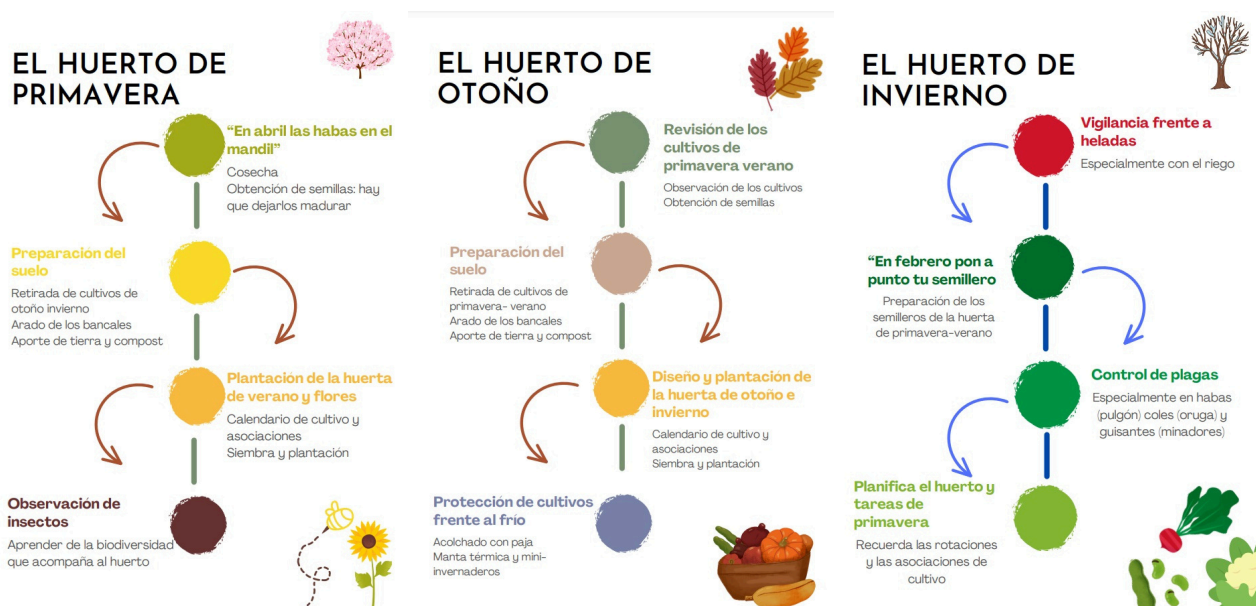 EL HUERTO DE
PRIMAVERA
“En abril las habas en el
mandil”
Cosecha
Obtención de semillas: hay
que dejarlos madurar
Preparación del
suelo
Retirada de cultivos de
otoño invierno
Arado de los bancales
Aporte de tierra y compost
Plantación de la huerta
de verano y flores
Calendario de cultivo y
asociaciones
Siembra y plantación
Observación de
insectos
Aprender de la biodiversidad
que acompaña al huerto
EL HUERTO DE
OTOÑO
Revisión de los
cultivos de
primavera verano
Observación de los cultivos
Obtención de semillas
Preparación del
suelo
Retirada de cultivos de
primavera- verano
Arado de los bancales
Aporte de tierra y compost
Diseño y plantación de
la huerta de otoño e
invierno
Calendario de cultivo y
asociaciones
Siembra y plantación
Protección de cultivos
frente al frío
Acolchado con paja
Manta térmica y mini-
invernaderos
EL HUERTO DE
INVIERNO
Vigilancia frente a
heladas
Especialmente con el riego
“En febrero pon a
punto tu semillero
Preparación de los
semilleros de la huerta
de primavera-verano
Control de plagas
Especialmente en habas
(pulgón) coles (oruga) y
guisantes (minadores)
Planifica el huerto y
tareas de
primavera
Recuerda las rotaciones
y las asociaciones de
cultivo